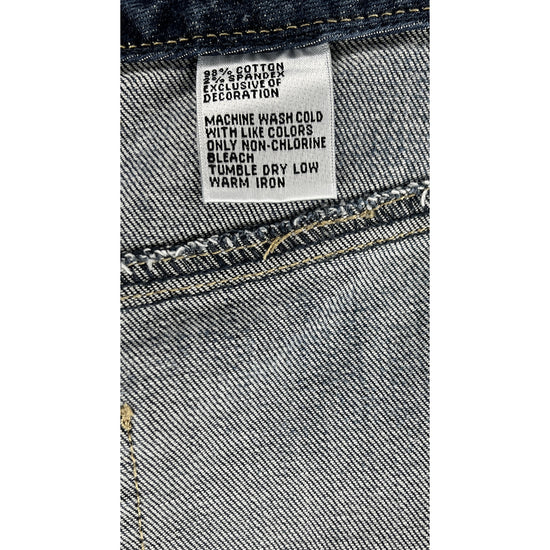 98% COTTON
2% SPANDEX
EXCLUSIVE OF
DECORATION
MACHINE WASH COLD
WITH LIKE COLORS
ONLY NON-CHLORINE
BLEACH
TUMBLE DRY LOW
WARM IRON